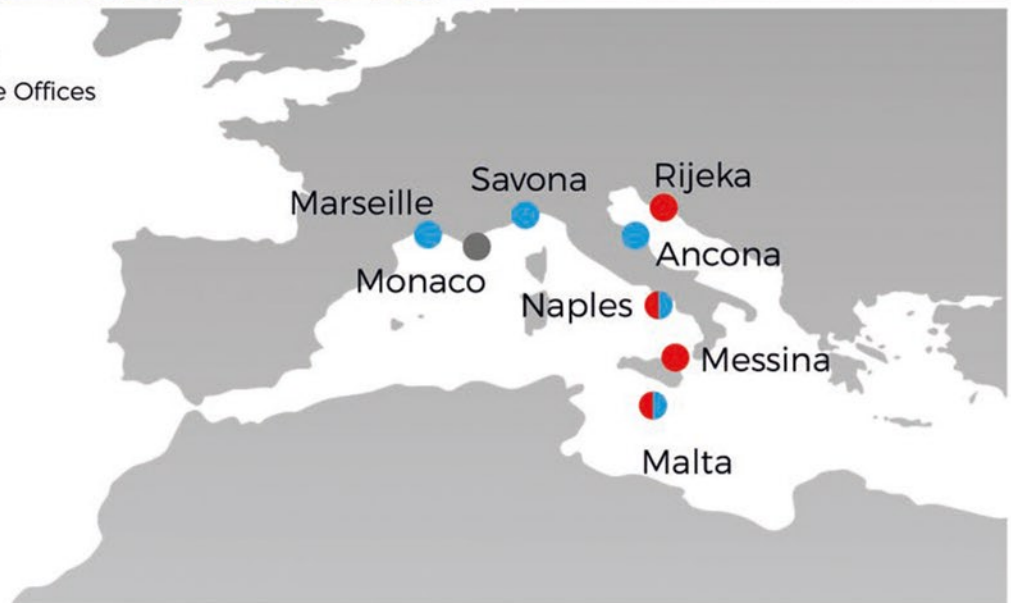 Offices
Savona
Rijeka
Marseille
Ancona
Monaco
Naples
Messina
Malta